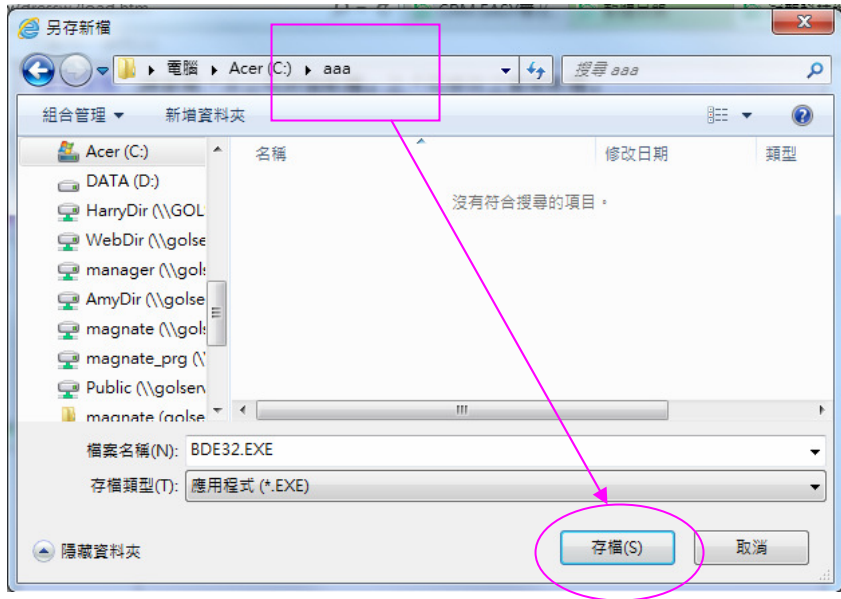 另存新檔
電腦 ▸ Acer (C:) ▸ aaa
搜尋 aaa
組合管理 ▼ 新增資料夾
名稱 修改日期 類型
沒有符合搜尋的項目。
Acer (C:)
DATA (D:)
HarryDir (\\GOL
WebDir (\\golse
manager (\\gols
AmyDir (\\golse
magnate (\\gols
magnate_prg (\
Public (\\golserv
magnate (golse
檔案名稱(N): BDE32.EXE
存檔類型(T): 應用程式 (*.EXE)
隱藏資料夾
存檔(S)
取消